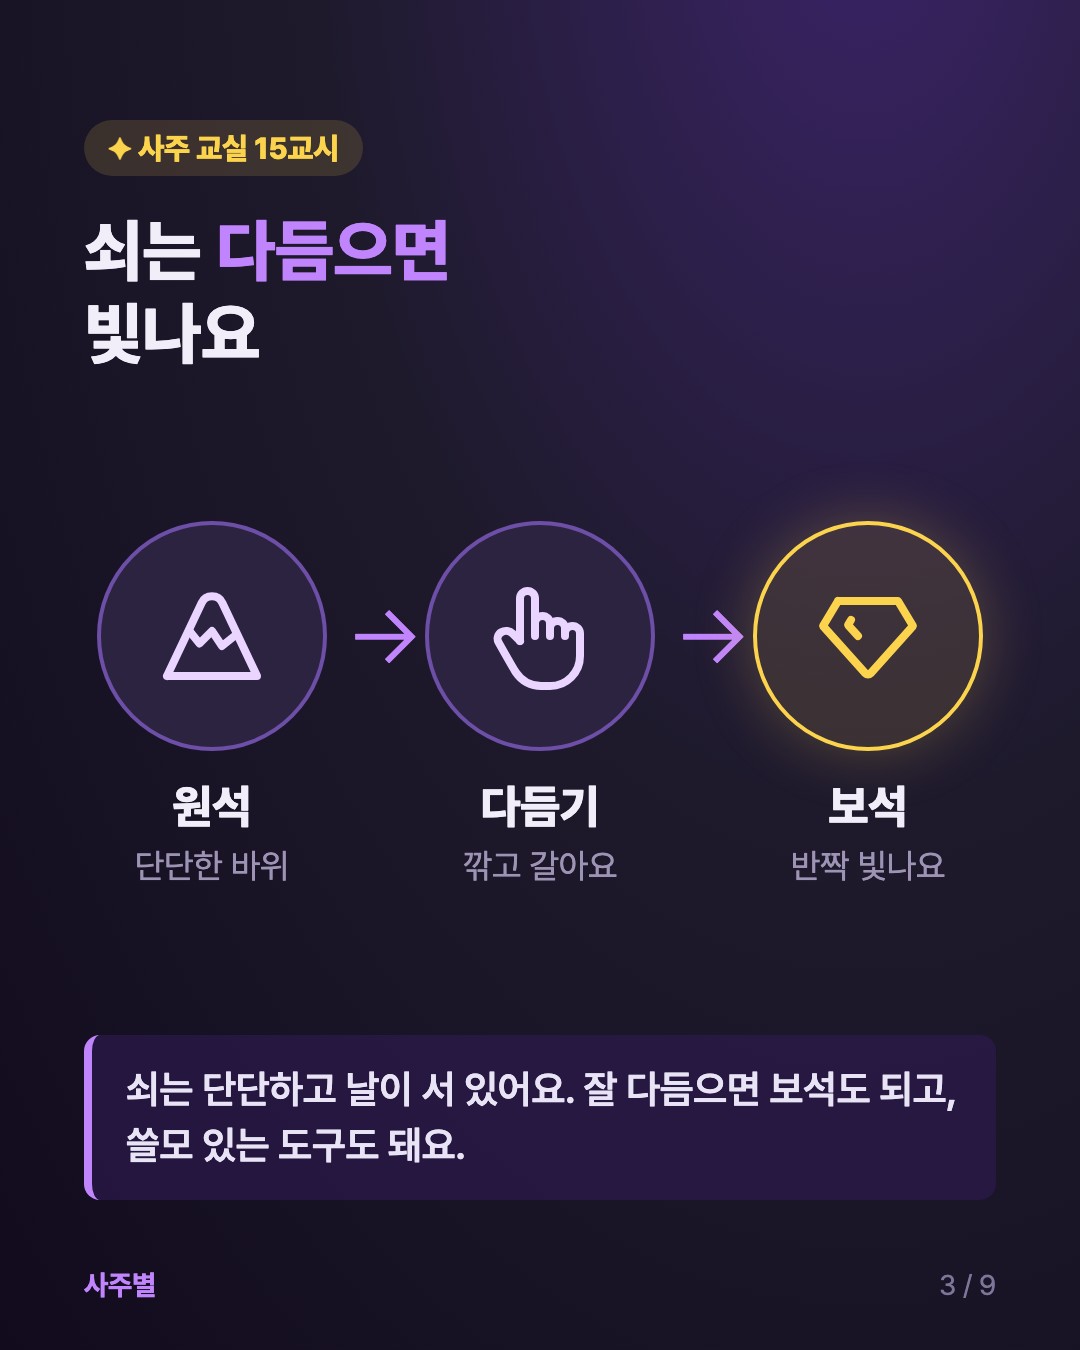 ✦ 사주 교실 15교시
쇠는 다듬으면
빛나요
원석
단단한 바위
다듬기
깎고 갈아요
보석
반짝 빛나요
쇠는 단단하고 날이 서 있어요. 잘 다듬으면 보석도 되고,
쓸모 있는 도구도 돼요.
사주별
3 / 9